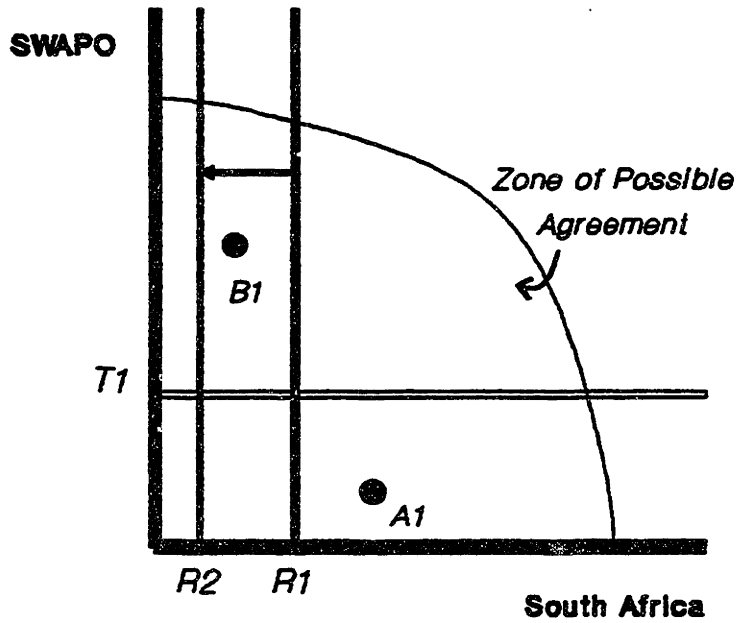 SWAPO
Zone of Possible
Agreement
B1
T1
A1
R2
R1
South Africa